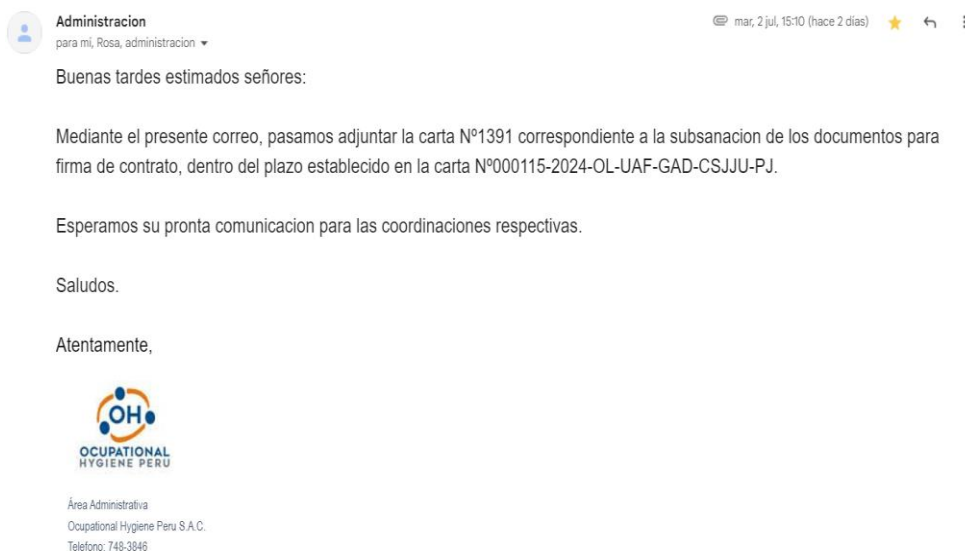 Administracion
mar, 2 jul, 15:10 (hace 2 días)
para mí, Rosa, administracion
Buenas tardes estimados señores:
Mediante el presente correo, pasamos adjuntar la carta Nº1391 correspondiente a la subsanacion de los documentos para
firma de contrato, dentro del plazo establecido en la carta Nº000115-2024-OL-UAF-GAD-CSJJU-PJ.
Esperamos su pronta comunicacion para las coordinaciones respectivas.
Saludos.
Atentamente,
OH
OCUPATIONAL
HYGIENE PERU
Área Administrativa
Ocupational Hygiene Peru S.A.C.
Telefono: 748-3846